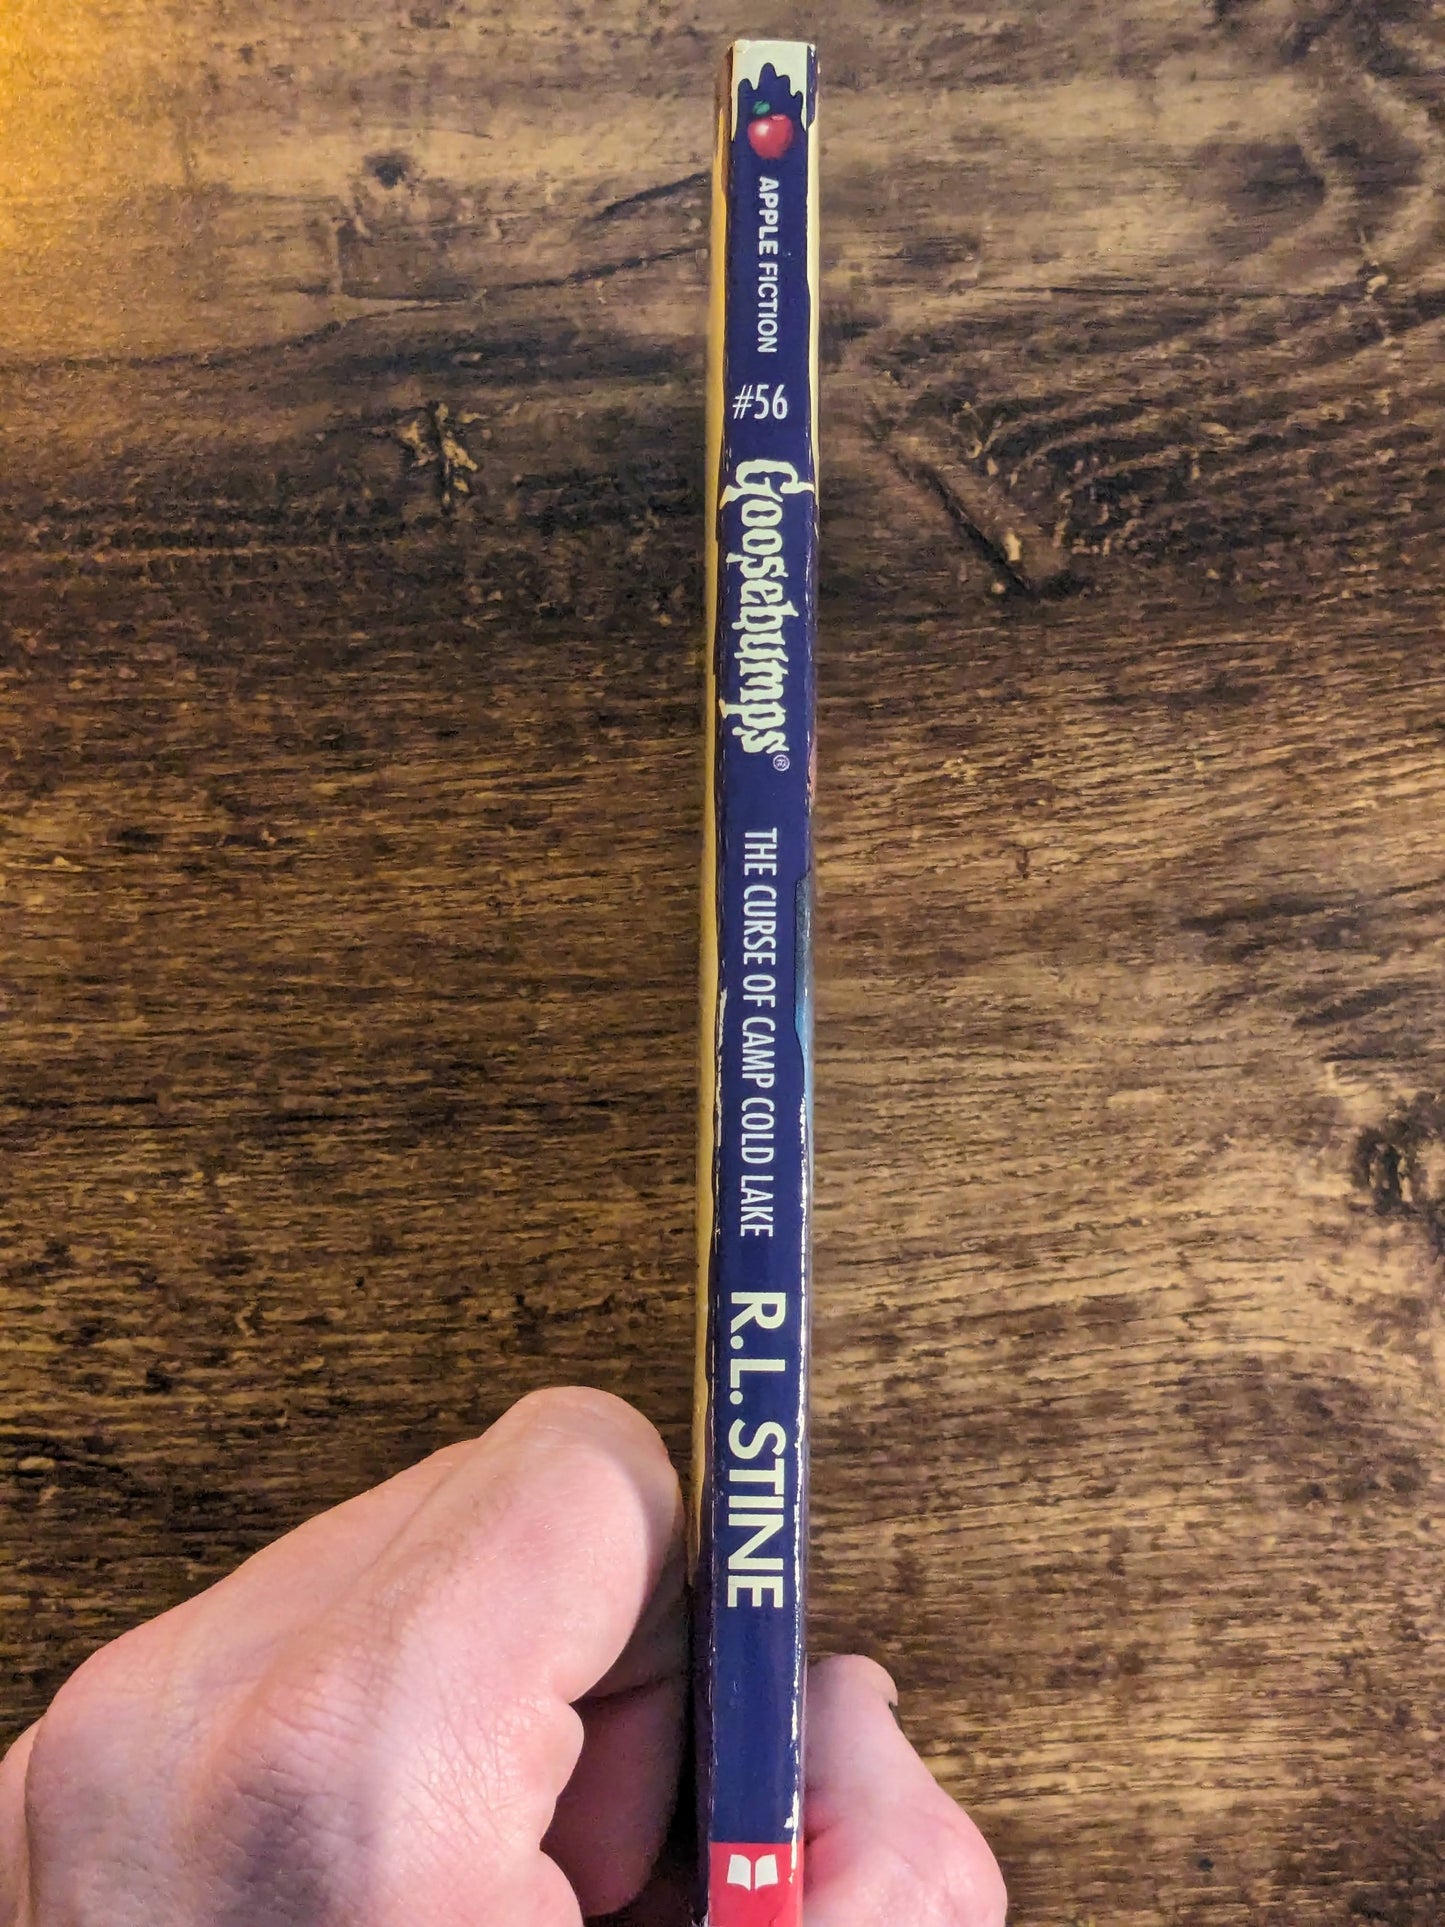 APPLE FICTION
#56
Goosebumps®
THE CURSE OF CAMP COLD LAKE
R.L. STINE